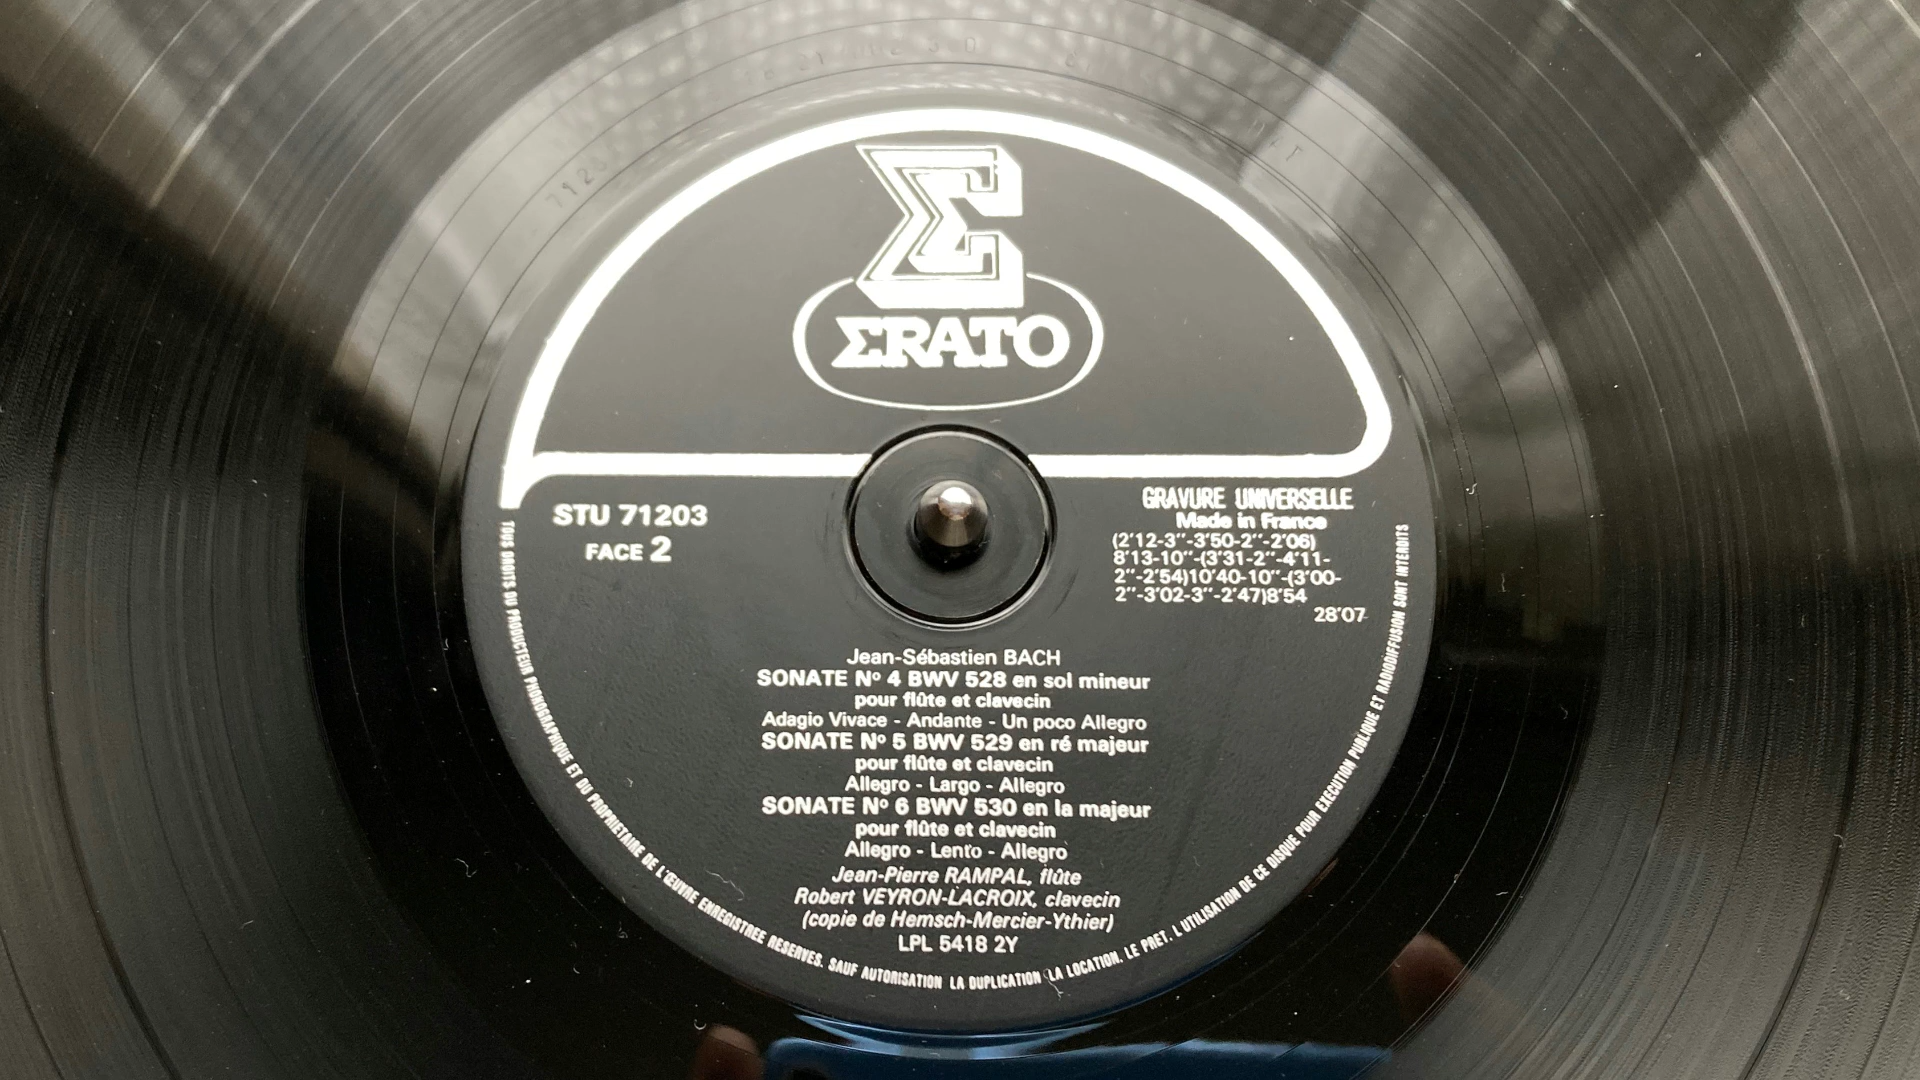 Σ
ΣRATO
STU 71203
FACE 2
GRAVURE UNIVERSELLE
Made in France
(2'12-3''-3'50-2''-2'06)
8'13-10''-(3'31-2''-4'11-
2''-2'54)10'40-10''-(3'00-
2''-3'02-3''-2'47)8'54
28'07
Jean-Sébastien BACH
SONATE Nº 4 BWV 528 en sol mineur
pour flûte et clavecin
Adagio Vivace - Andante - Un poco Allegro
SONATE Nº 5 BWV 529 en ré majeur
pour flûte et clavecin
Allegro - Largo - Allegro
SONATE Nº 6 BWV 530 en la majeur
pour flûte et clavecin
Allegro - Lento - Allegro
Jean-Pierre RAMPAL, flûte
Robert VEYRON-LACROIX, clavecin
(copie de Hemsch-Mercier-Ythier)
LPL 5418 2Y
TOUS DROITS DU PRODUCTEUR PHONOGRAPHIQUE ET DU PROPRIETAIRE DE L'ŒUVRE ENREGISTREE RESERVES. SAUF AUTORISATION LA DUPLICATION LA LOCATION. LE PRET. L UTILISATION DE CE DISQUE POUR EXECUTION PUBLIQUE ET RADIODIFFUSION SONT INTERDITS